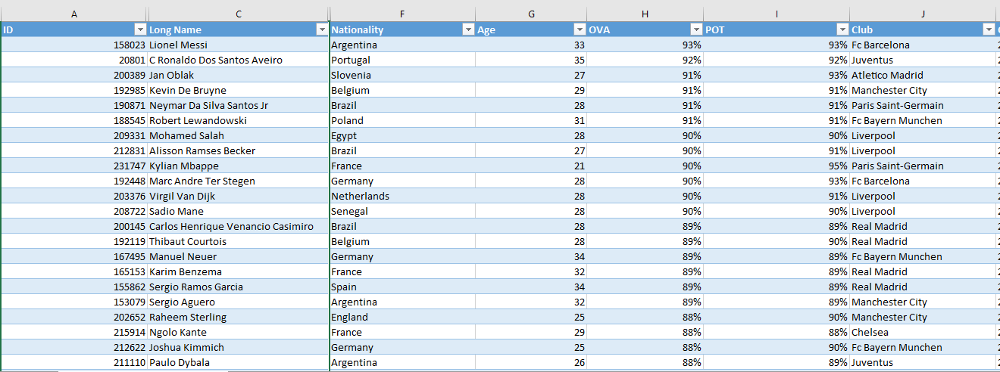 A C F G H I J
ID Long Name Nationality Age OVA POT Club
158023 Lionel Messi Argentina 33 93% 93% Fc Barcelona
20801 C Ronaldo Dos Santos Aveiro Portugal 35 92% 92% Juventus
200389 Jan Oblak Slovenia 27 91% 93% Atletico Madrid
192985 Kevin De Bruyne Belgium 29 91% 91% Manchester City
190871 Neymar Da Silva Santos Jr Brazil 28 91% 91% Paris Saint-Germain
188545 Robert Lewandowski Poland 31 91% 91% Fc Bayern Munchen
209331 Mohamed Salah Egypt 28 90% 90% Liverpool
212831 Alisson Ramses Becker Brazil 27 90% 91% Liverpool
231747 Kylian Mbappe France 21 90% 95% Paris Saint-Germain
192448 Marc Andre Ter Stegen Germany 28 90% 93% Fc Barcelona
203376 Virgil Van Dijk Netherlands 28 90% 91% Liverpool
208722 Sadio Mane Senegal 28 90% 90% Liverpool
200145 Carlos Henrique Venancio Casimiro Brazil 28 89% 89% Real Madrid
192119 Thibaut Courtois Belgium 28 89% 90% Real Madrid
167495 Manuel Neuer Germany 34 89% 89% Fc Bayern Munchen
165153 Karim Benzema France 32 89% 89% Real Madrid
155862 Sergio Ramos Garcia Spain 34 89% 89% Real Madrid
153079 Sergio Aguero Argentina 32 89% 89% Manchester City
202652 Raheem Sterling England 25 88% 90% Manchester City
215914 Ngolo Kante France 29 88% 88% Chelsea
212622 Joshua Kimmich Germany 25 88% 90% Fc Bayern Munchen
211110 Paulo Dybala Argentina 26 88% 89% Juventus